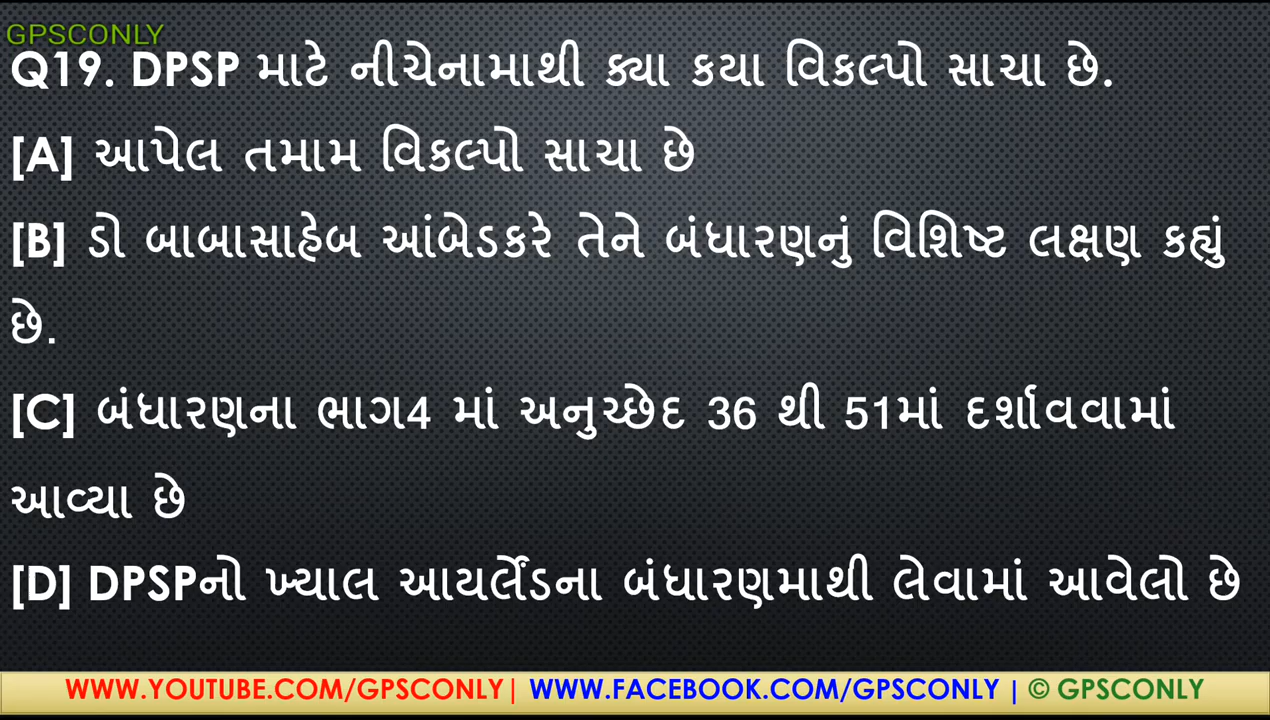 GPSCONLY
Q19. DPSP માટે નીચેનામાથી ક્યા કયા વિકલ્પો સાચા છે.
[A] આપેલ તમામ વિકલ્પો સાચા છે
[B] ડો બાબાસાહેબ આંબેડકરે તેને બંધારણનું વિશિષ્ટ લક્ષણ કહ્યું
છે.
[C] બંધારણના ભાગ4 માં અનુચ્છેદ 36 થી 51માં દર્શાવવામાં
આવ્યા છે
[D] DPSPનો ખ્યાલ આયર્લેંડના બંધારણમાથી લેવામાં આવેલો છે
WWW.YOUTUBE.COM/GPSCONLY| WWW.FACEBOOK.COM/GPSCONLY | © GPSCONLY